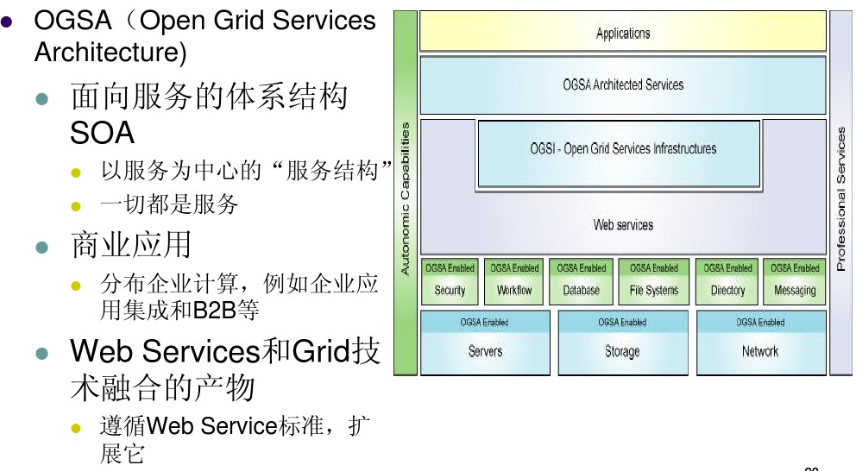 OGSA（Open Grid Services
Architecture)
面向服务的体系结构
SOA
以服务为中心的“服务结构”
一切都是服务
商业应用
分布企业计算，例如企业应
用集成和B2B等
Web Services和Grid技
术融合的产物
遵循Web Service标准，扩
展它
Autonomic Capabilities
Applications
OGSA Architected Services
OGSI - Open Grid Services Infrastructures
Web services
OGSA Enabled OGSA Enabled OGSA Enabled OGSA Enabled OGSA Enabled OGSA Enabled
Security Workflow Database File Systems Directory Messaging
OGSA Enabled OGSA Enabled OGSA Enabled
Servers Storage Network
Professional Services